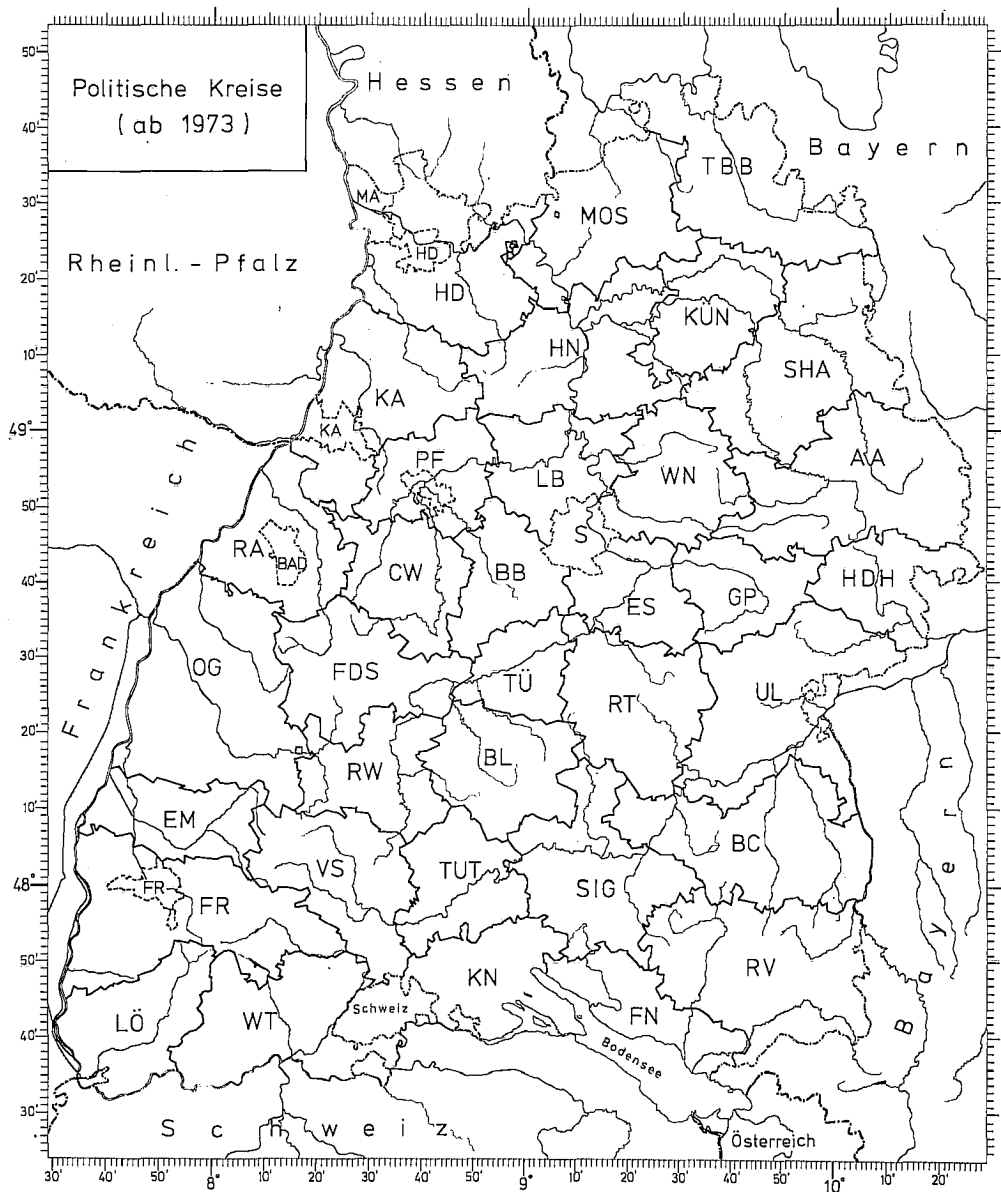 Politische Kreise
( ab 1973 )
Hessen
Bayern
Rheinl. - Pfalz
Frankreich
Schweiz
Österreich
Bayern
Bodensee
Schweiz
TBB
MA
MOS
HD
HD
KÜN
HN
SHA
KA
KA
PF
LB
WN
AA
S
RA
BAD
CW
BB
ES
GP
HDH
OG
FDS
TÜ
RT
UL
RW
BL
EM
VS
TUT
BC
SIG
FR
FR
KN
RV
FN
LÖ
WT
50'
40'
30'
20'
10'
49°
50'
40'
30'
20'
10'
48°
50'
40'
30'
30' 40' 50' 8° 10' 20' 30' 40' 50' 9° 10' 20' 30' 40' 50' 10° 10' 20'